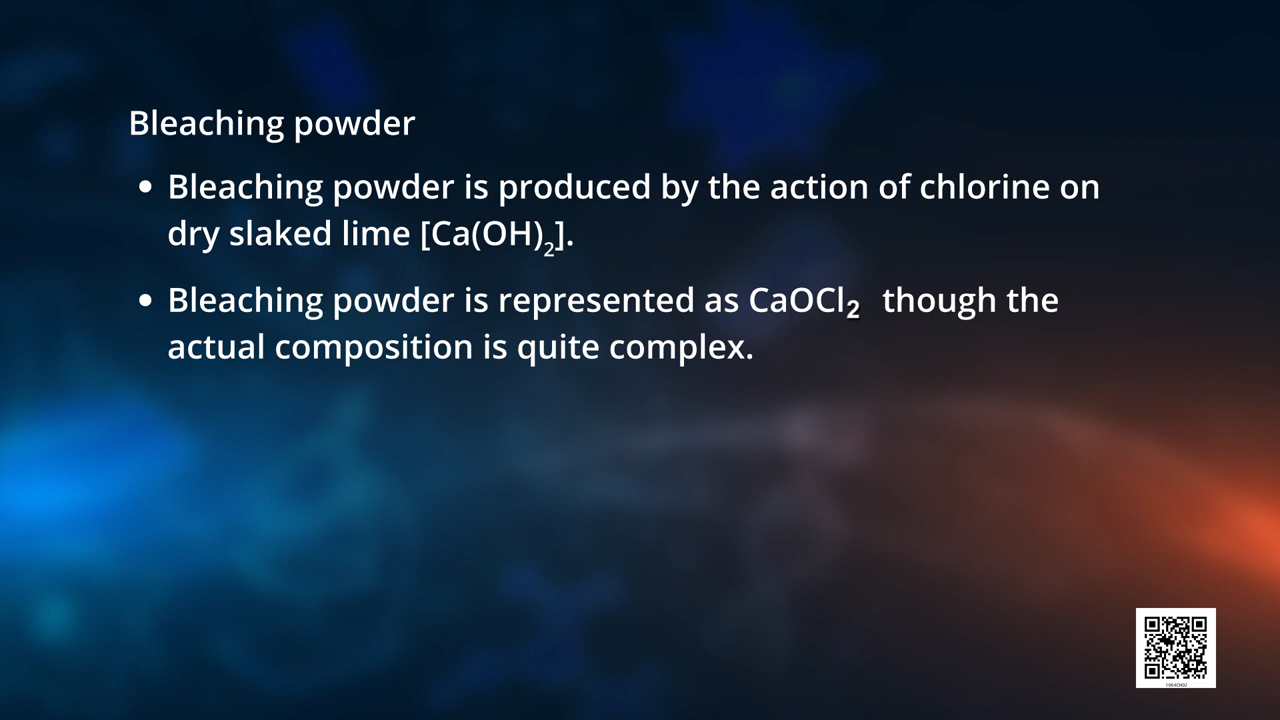 Bleaching powder
• Bleaching powder is produced by the action of chlorine on
dry slaked lime [Ca(OH)₂].
• Bleaching powder is represented as CaOCl₂ though the
actual composition is quite complex.